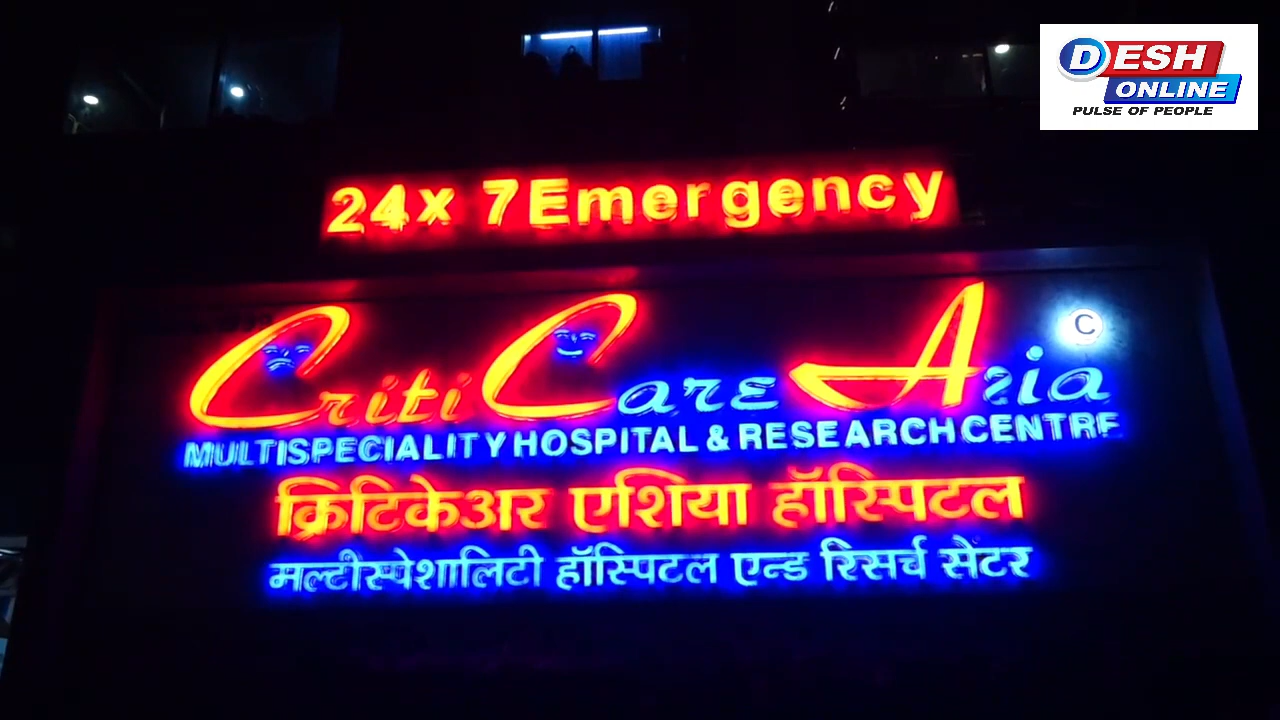 DESH
ONLINE
PULSE OF PEOPLE
24x 7Emergency
CritiCare Asia ©
MULTISPECIALITY HOSPITAL & RESEARCH CENTRE
क्रिटिकेअर एशिया हॉस्पिटल
मल्टीस्पेशालिटी हॉस्पिटल एन्ड रिसर्च सेंटर